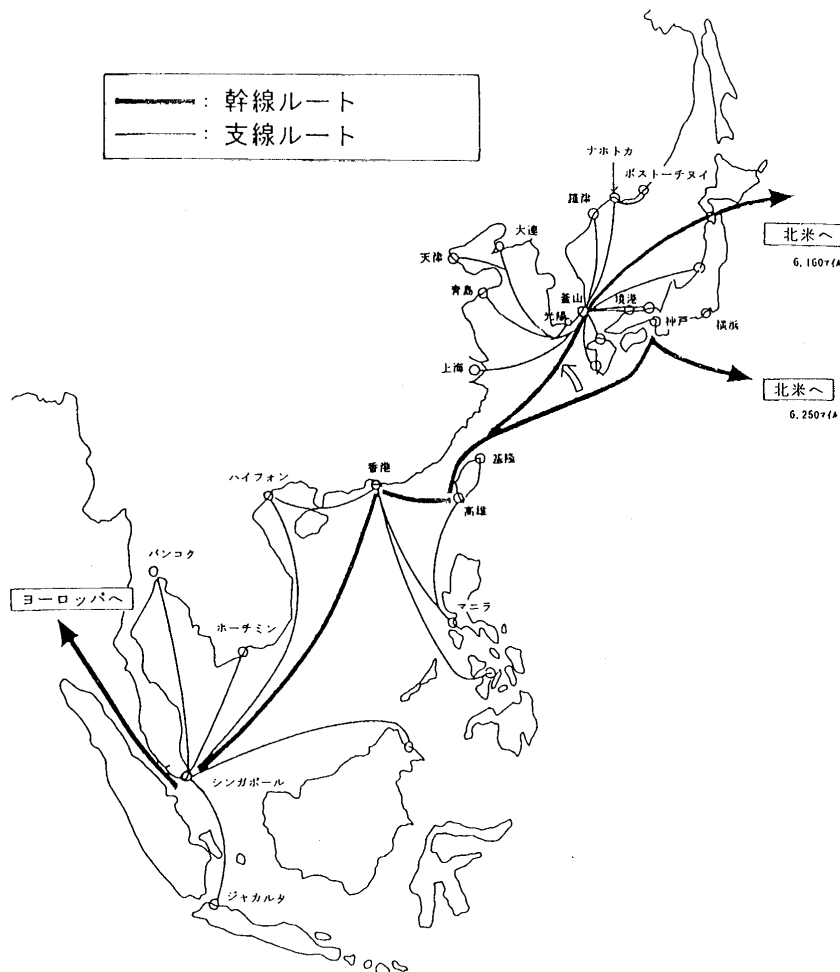 : 幹線ルート
: 支線ルート
ナホトカ
ボストーチヌイ
羅津
大連
天津
北米へ
6,160マイル
青島
釜山
境港
光陽
神戸
横浜
上海
北米へ
6,250マイル
基隆
香港
ハイフォン
高雄
バンコク
ヨーロッパへ
マニラ
ホーチミン
シンガポール
ジャカルタ